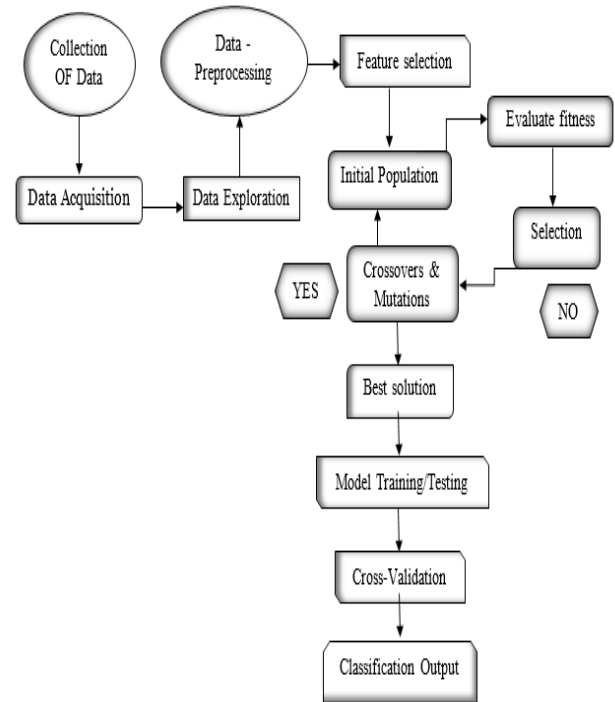 Collection
OF Data
Data Acquisition
Data Exploration
Data -
Preprocessing
Feature selection
Initial Population
Evaluate fitness
Selection
Crossovers &
Mutations
YES
NO
Best solution
Model Training/Testing
Cross-Validation
Classification Output